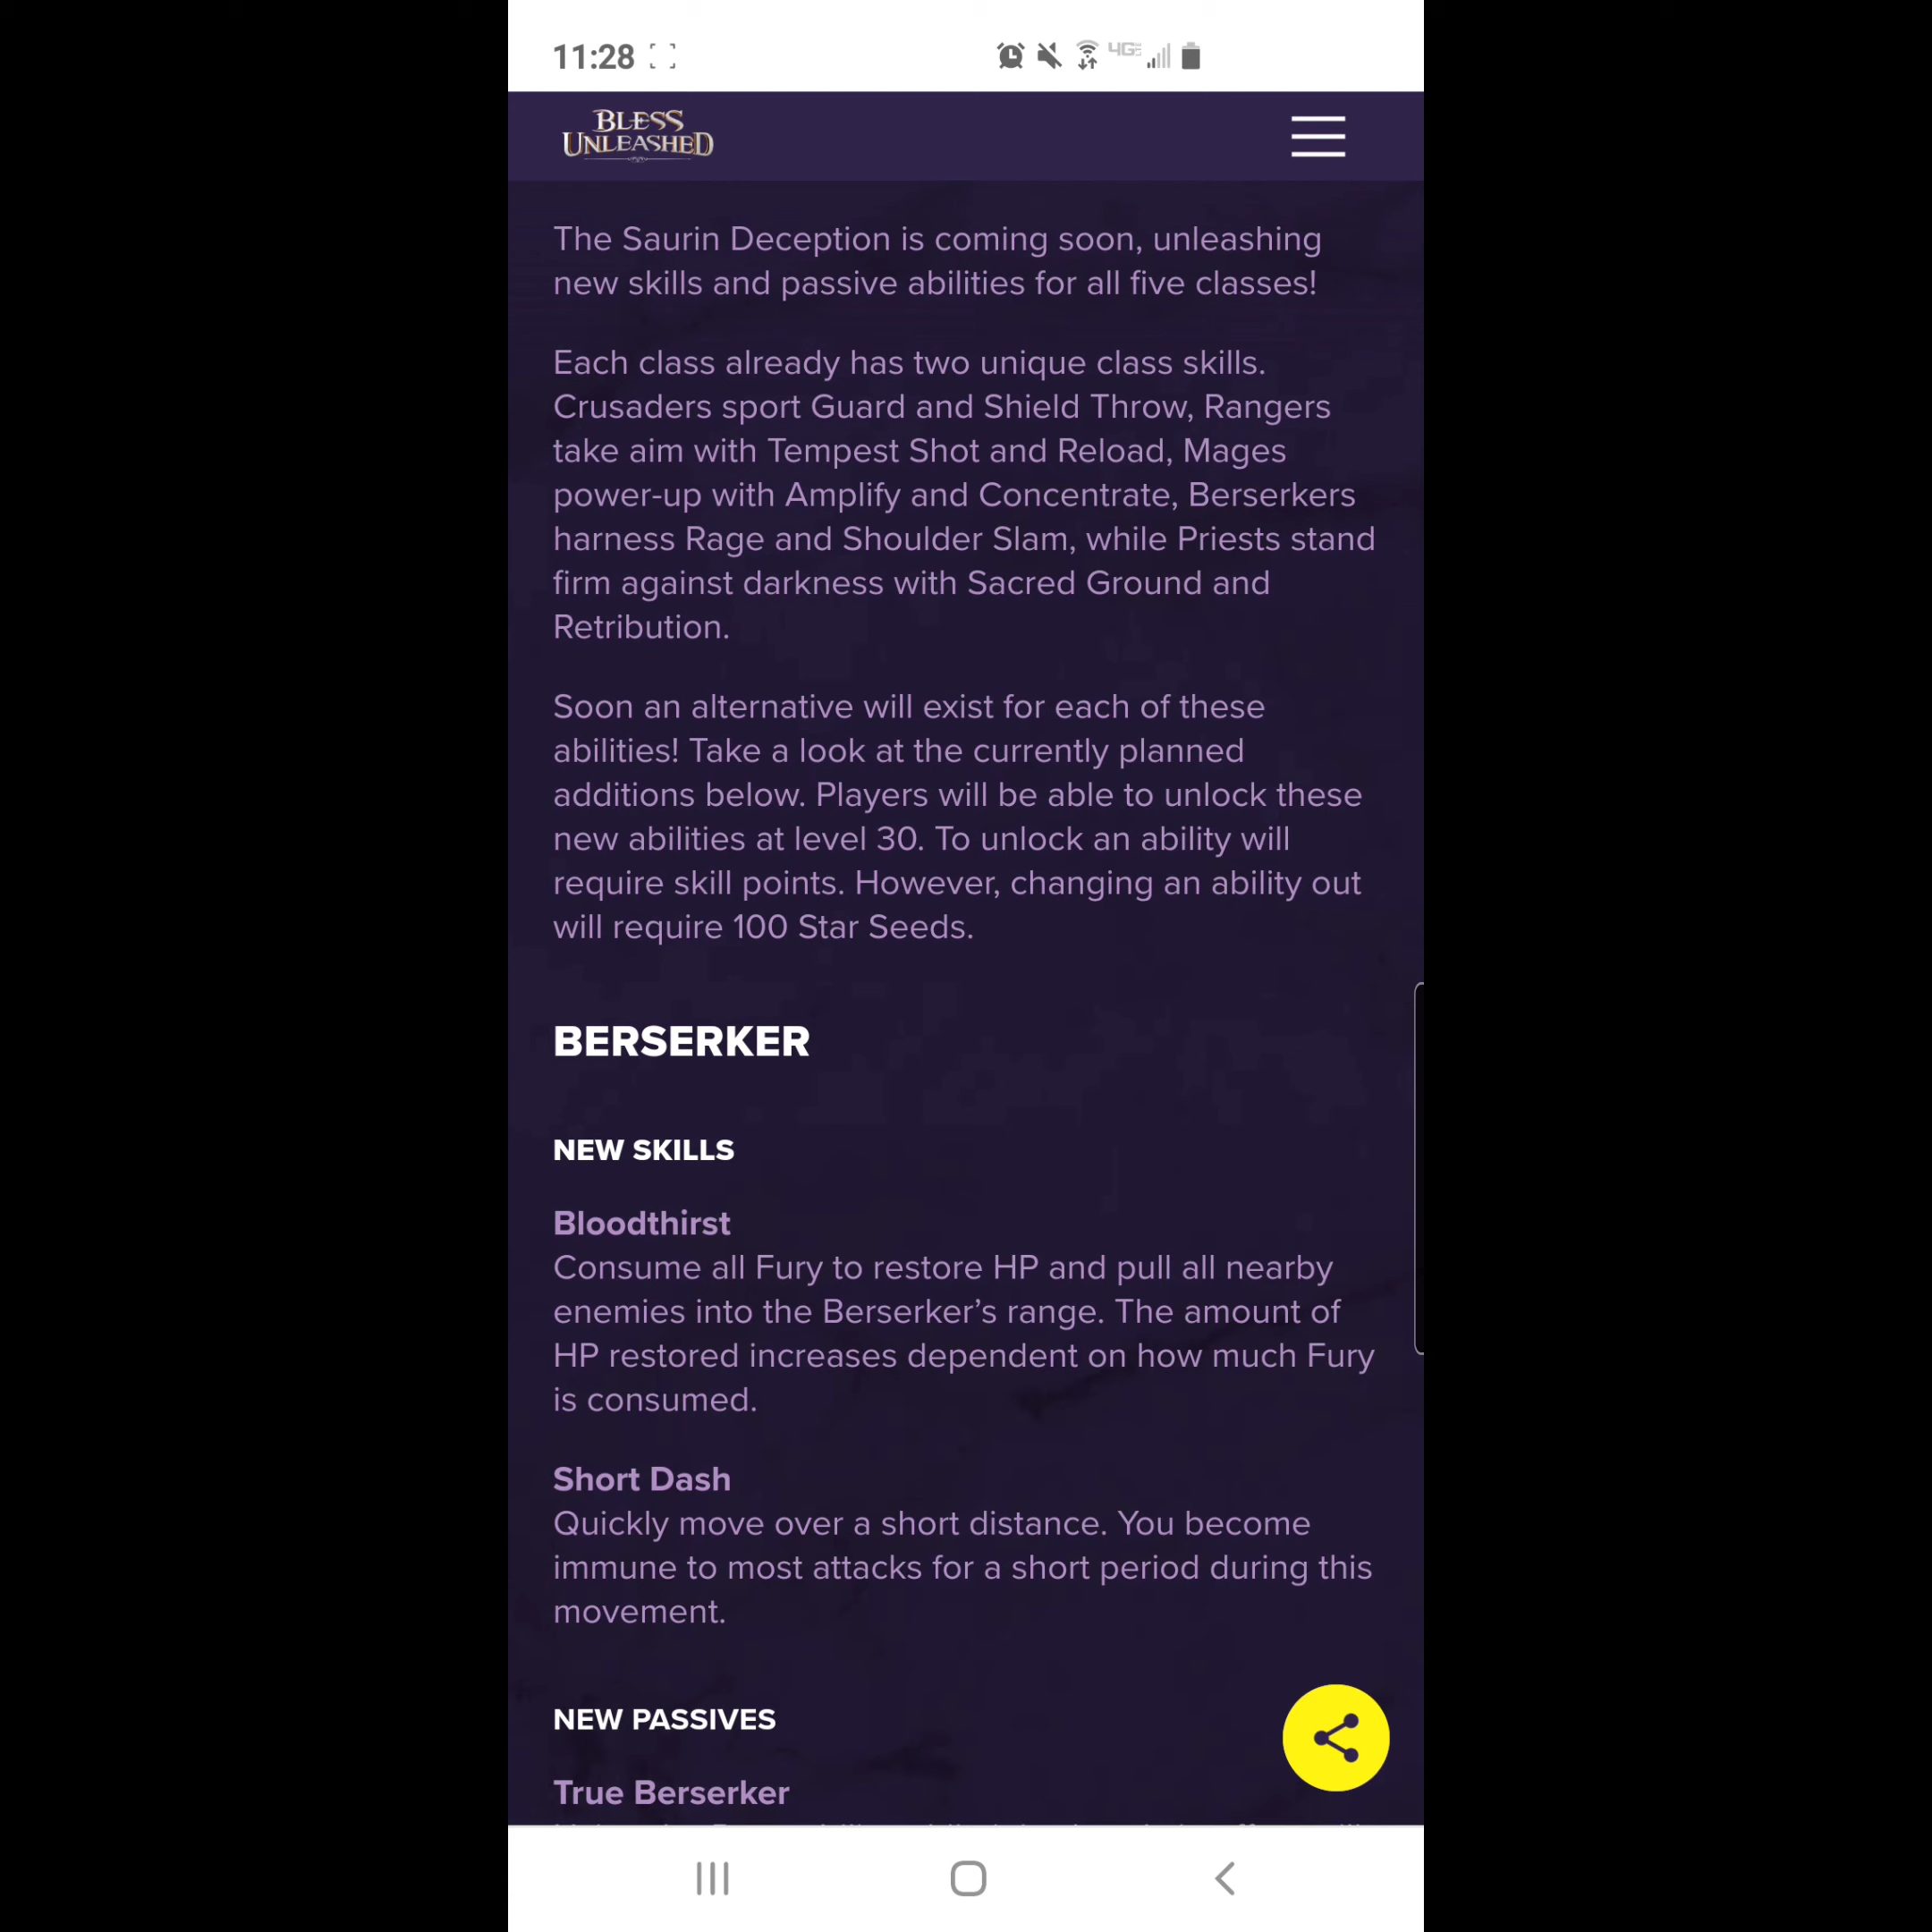 11:28
4GE
BLESS
UNLEASHED
The Saurin Deception is coming soon, unleashing
new skills and passive abilities for all five classes!
Each class already has two unique class skills.
Crusaders sport Guard and Shield Throw, Rangers
take aim with Tempest Shot and Reload, Mages
power-up with Amplify and Concentrate, Berserkers
harness Rage and Shoulder Slam, while Priests stand
firm against darkness with Sacred Ground and
Retribution.
Soon an alternative will exist for each of these
abilities! Take a look at the currently planned
additions below. Players will be able to unlock these
new abilities at level 30. To unlock an ability will
require skill points. However, changing an ability out
will require 100 Star Seeds.
BERSERKER
NEW SKILLS
Bloodthirst
Consume all Fury to restore HP and pull all nearby
enemies into the Berserker’s range. The amount of
HP restored increases dependent on how much Fury
is consumed.
Short Dash
Quickly move over a short distance. You become
immune to most attacks for a short period during this
movement.
NEW PASSIVES
True Berserker